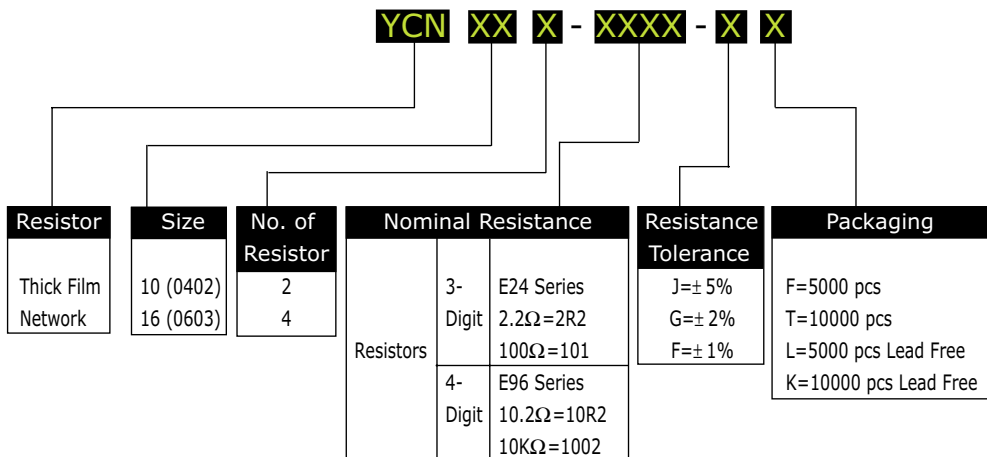 YCN XX X - XXXX - X X
Resistor
Thick Film
Network
Size
10 (0402)
16 (0603)
No. of
Resistor
2
4
Nominal Resistance
Resistors
3-
Digit
E24 Series
2.2Ω=2R2
100Ω=101
4-
Digit
E96 Series
10.2Ω=10R2
10KΩ=1002
Resistance
Tolerance
J=± 5%
G=± 2%
F=± 1%
Packaging
F=5000 pcs
T=10000 pcs
L=5000 pcs Lead Free
K=10000 pcs Lead Free